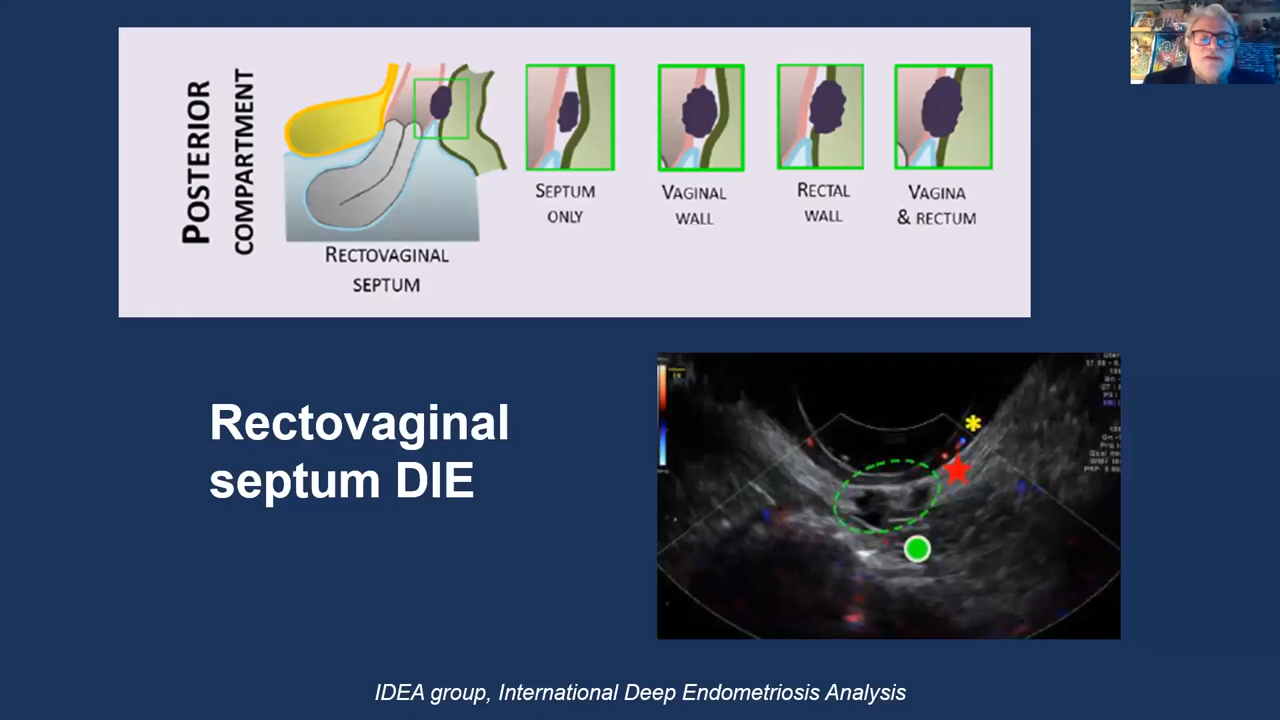 POSTERIOR
COMPARTMENT
RECTOVAGINAL
SEPTUM
SEPTUM
ONLY
VAGINAL
WALL
RECTAL
WALL
VAGINA
& RECTUM
Rectovaginal
septum DIE
IDEA group, International Deep Endometriosis Analysis